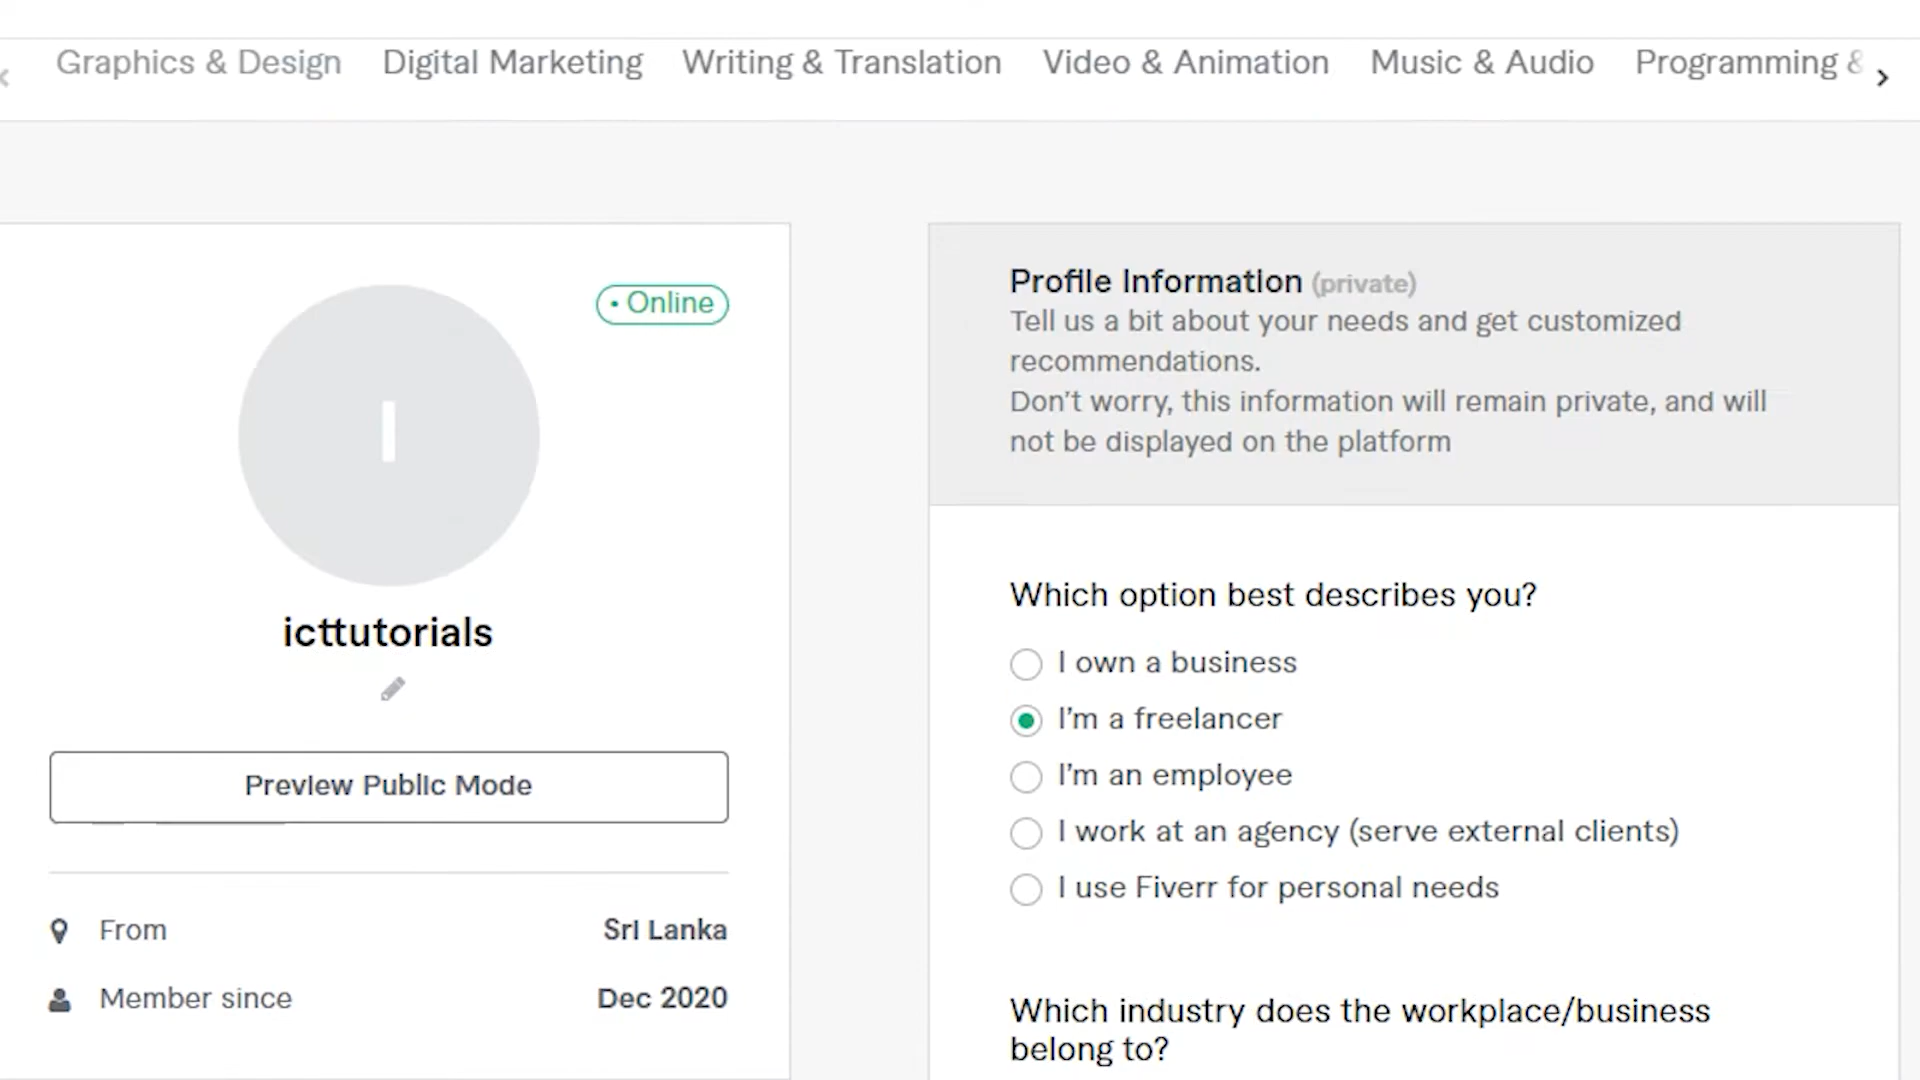 Graphics & Design Digital Marketing Writing & Translation Video & Animation Music & Audio Programming &
• Online
I
icttutorials
Preview Public Mode
From Sri Lanka
Member since Dec 2020
Profile Information (private)
Tell us a bit about your needs and get customized
recommendations.
Don't worry, this information will remain private, and will
not be displayed on the platform
Which option best describes you?
I own a business
I'm a freelancer
I'm an employee
I work at an agency (serve external clients)
I use Fiverr for personal needs
Which industry does the workplace/business
belong to?